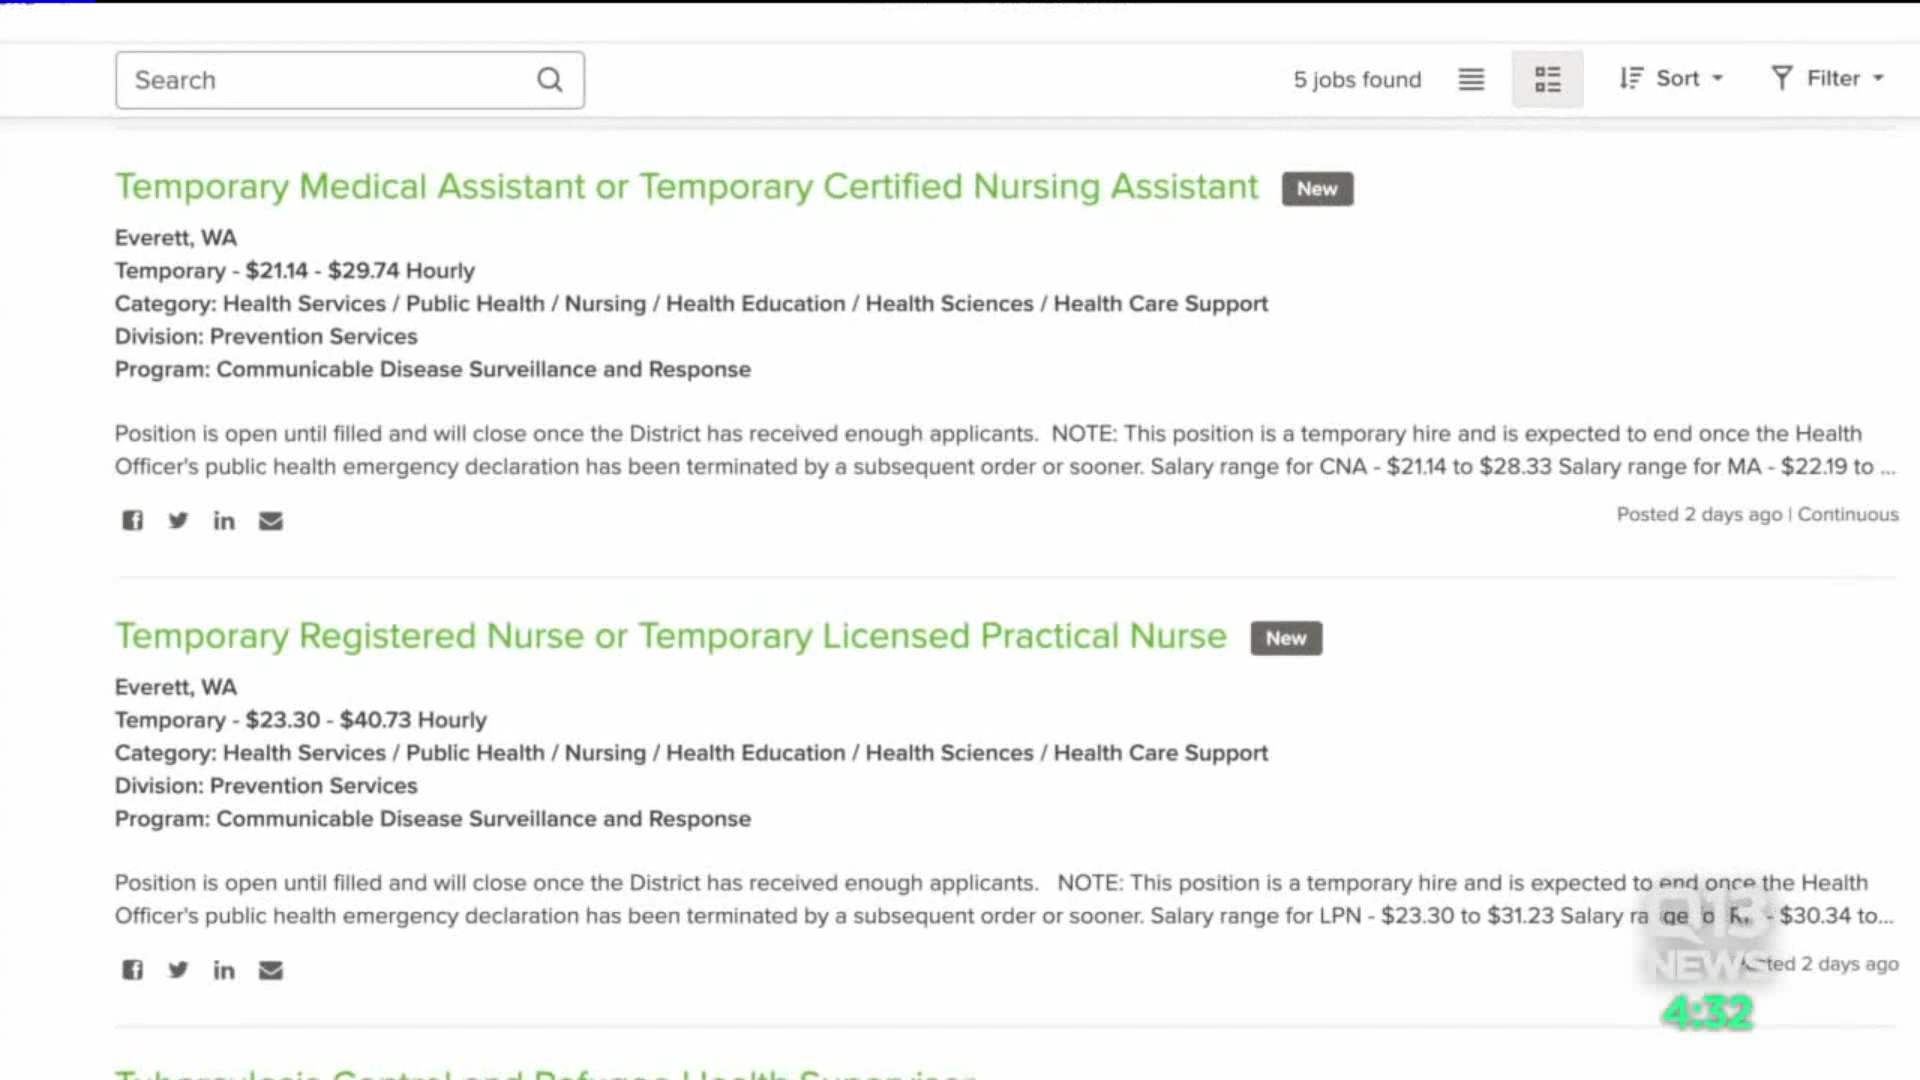 Search
5 jobs found
Sort
Filter
Temporary Medical Assistant or Temporary Certified Nursing Assistant New
Everett, WA
Temporary - $21.14 - $29.74 Hourly
Category: Health Services / Public Health / Nursing / Health Education / Health Sciences / Health Care Support
Division: Prevention Services
Program: Communicable Disease Surveillance and Response
Position is open until filled and will close once the District has received enough applicants. NOTE: This position is a temporary hire and is expected to end once the Health
Officer's public health emergency declaration has been terminated by a subsequent order or sooner. Salary range for CNA - $21.14 to $28.33 Salary range for MA - $22.19 to ...
Posted 2 days ago | Continuous
Temporary Registered Nurse or Temporary Licensed Practical Nurse New
Everett, WA
Temporary - $23.30 - $40.73 Hourly
Category: Health Services / Public Health / Nursing / Health Education / Health Sciences / Health Care Support
Division: Prevention Services
Program: Communicable Disease Surveillance and Response
Position is open until filled and will close once the District has received enough applicants. NOTE: This position is a temporary hire and is expected to end once the Health
Officer's public health emergency declaration has been terminated by a subsequent order or sooner. Salary range for LPN - $23.30 to $31.23 Salary - $30.34 to...
2 days ago
Q13
NEWS
4:32
Tuberculosis Control and Refugee Health Supervisor